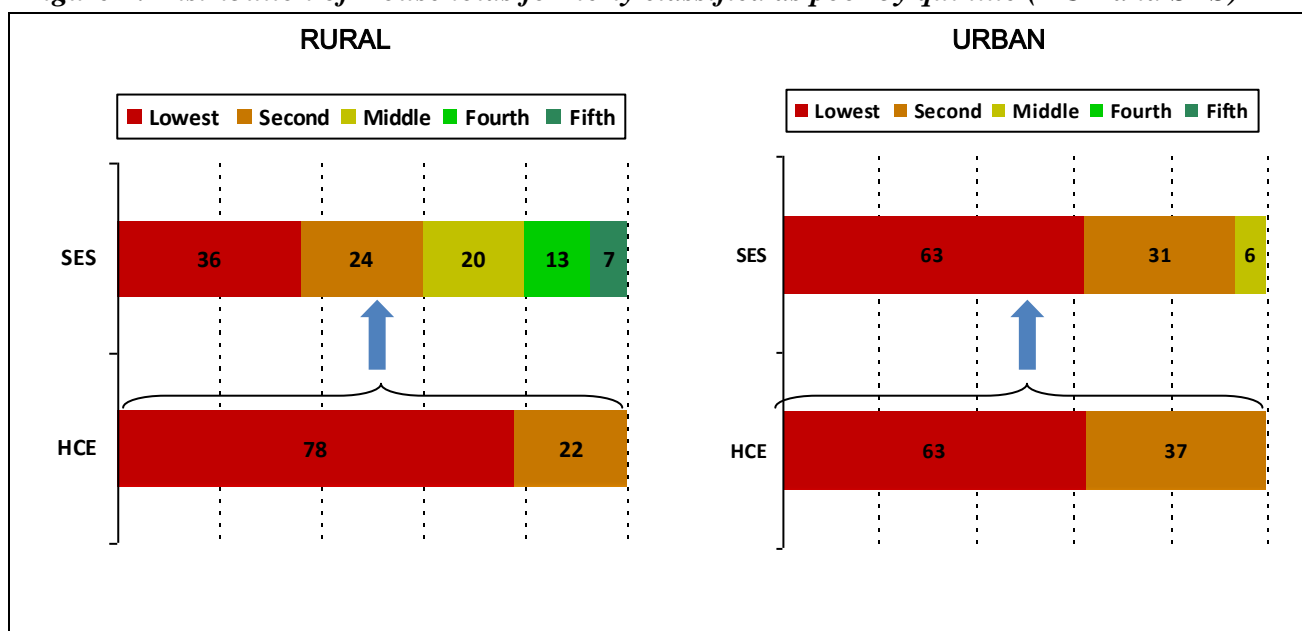 RURAL
Lowest Second Middle Fourth Fifth
SES 36 24 20 13 7
HCE 78 22
URBAN
Lowest Second Middle Fourth Fifth
SES 63 31 6
HCE 63 37